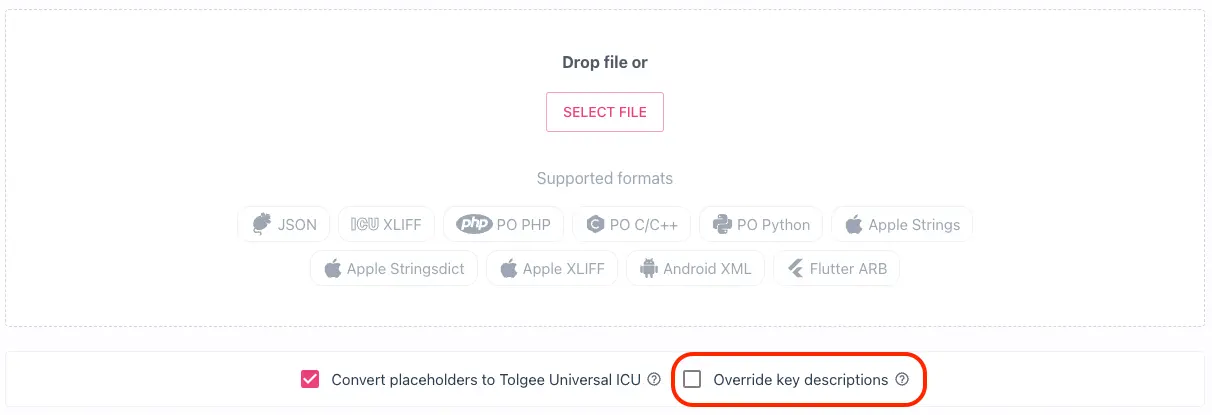 Drop file or
SELECT FILE
Supported formats
JSON ICU XLIFF php PO PHP C PO C/C++ PO Python Apple Strings
Apple Stringsdict Apple XLIFF Android XML Flutter ARB
Convert placeholders to Tolgee Universal ICU ? Override key descriptions ?